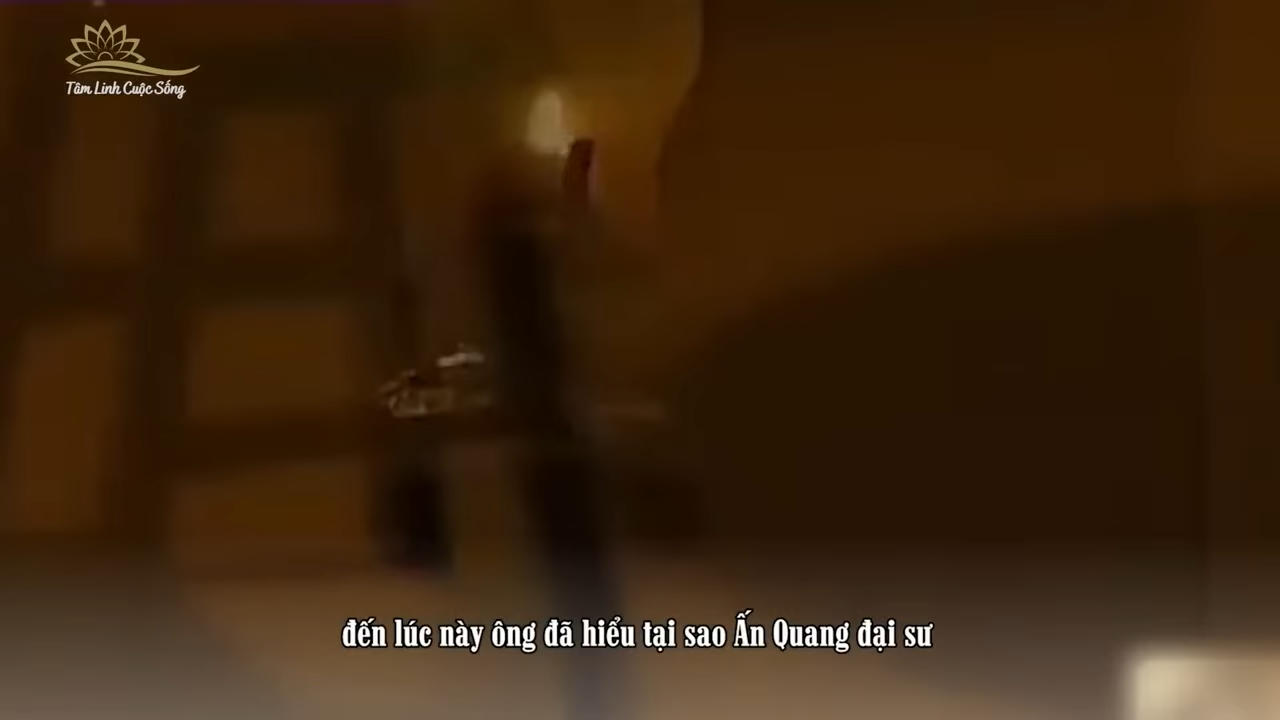 Tâm Linh Cuộc Sống
đến lúc này ông đã hiểu tại sao Ấn Quang đại sư